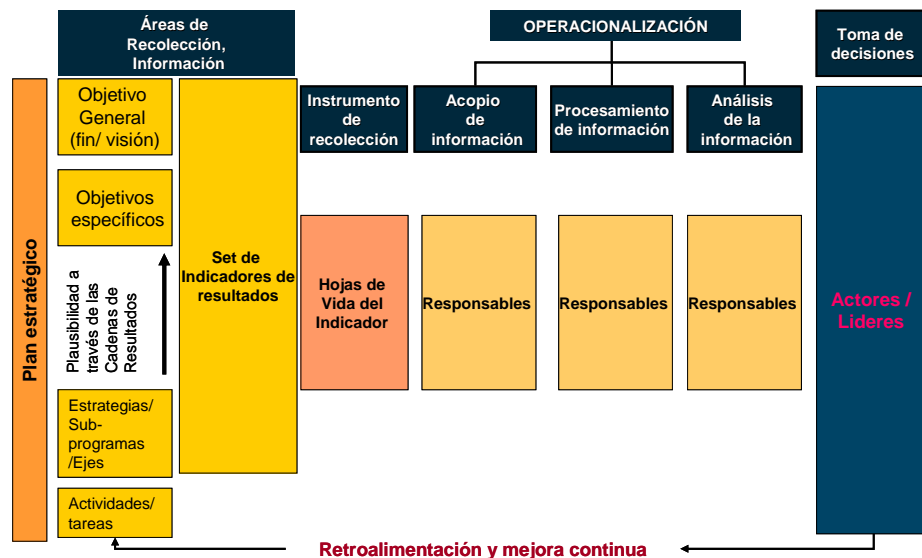 Áreas de
Recolección,
Información
OPERACIONALIZACIÓN
Toma de
decisiones
Plan estratégico
Objetivo
General
(fin/ visión)
Objetivos
específicos
Plausibilidad a
través de las
Cadenas de
Resultados
Estrategias/
Sub-
programas
/Ejes
Actividades/
tareas
Set de
Indicadores de
resultados
Instrumento
de
recolección
Acopio
de
información
Procesamiento
de información
Análisis
de la
información
Hojas de
Vida del
Indicador
Responsables
Responsables
Responsables
Actores /
Lideres
Retroalimentación y mejora continua